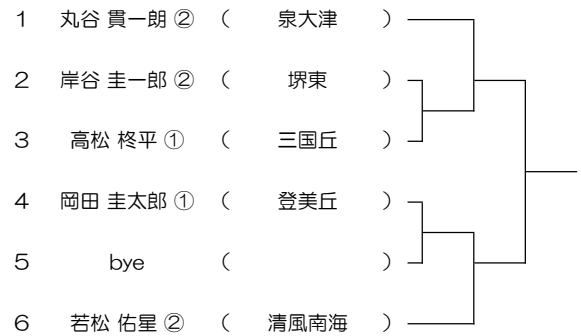 1 丸谷 貫一朗 ② ( 泉大津 )
2 岸谷 圭一郎 ② ( 堺東 )
3 高松 柊平 ① ( 三国丘 )
4 岡田 圭太郎 ① ( 登美丘 )
5 bye ( )
6 若松 佑星 ② ( 清風南海 )